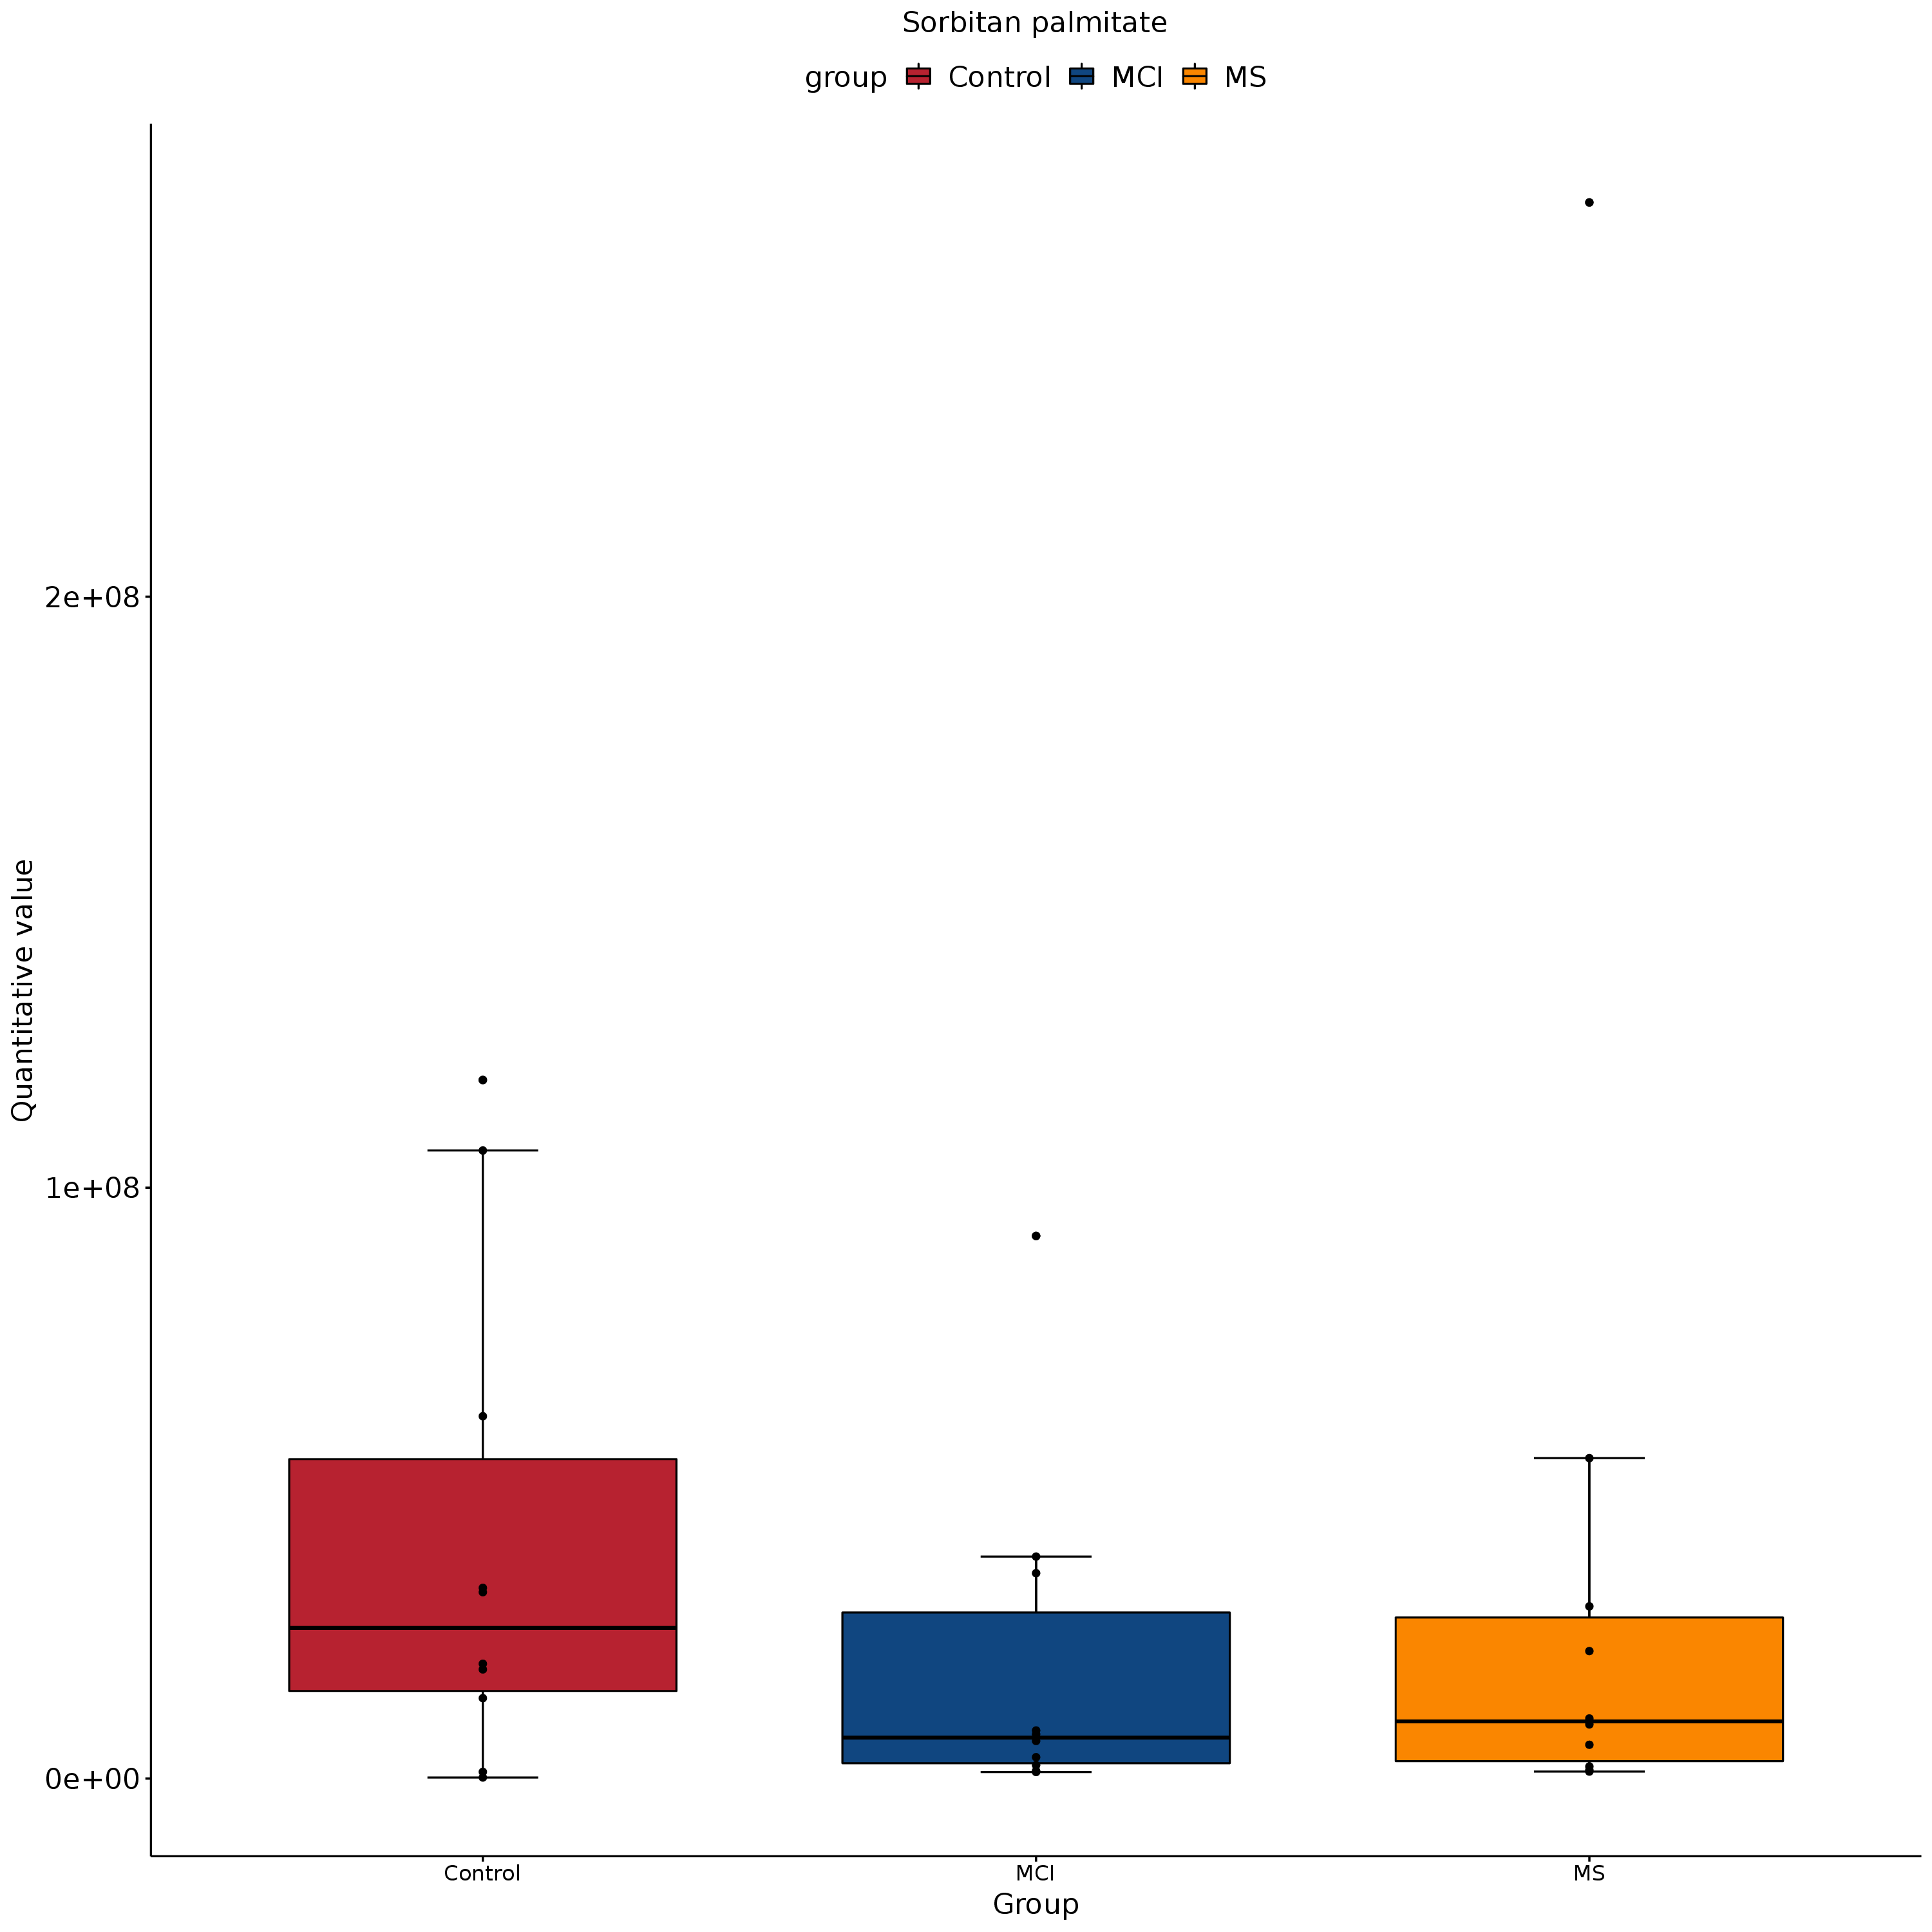 Sorbitan palmitate
group Control MCI MS
Quantitative value
2e+08
1e+08
0e+00
Control MCI MS
Group